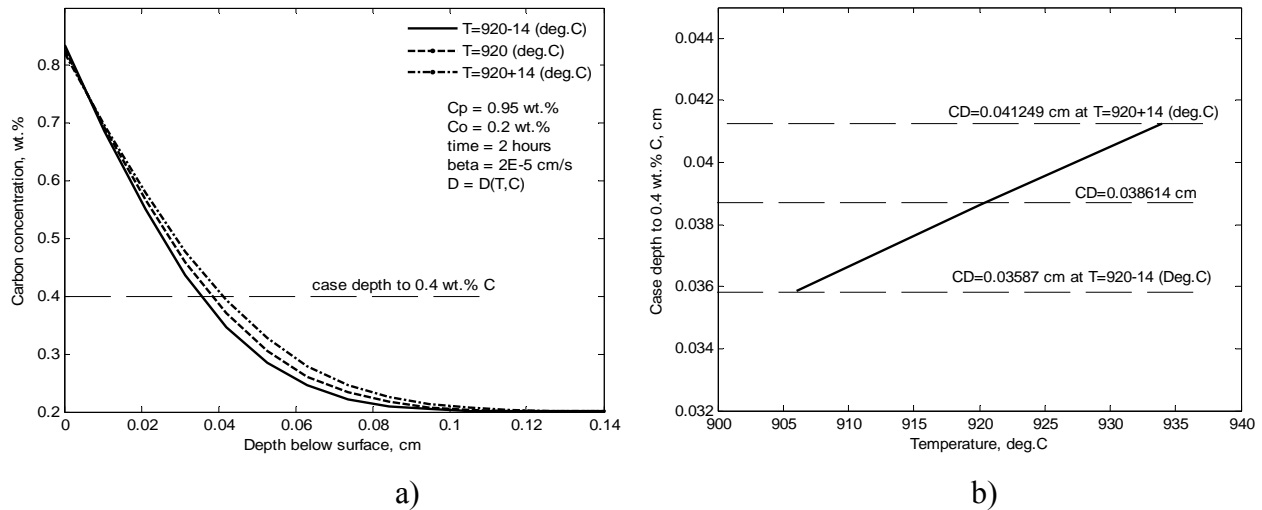 T=920-14 (deg.C)
T=920 (deg.C)
T=920+14 (deg.C)
Cp = 0.95 wt.%
Co = 0.2 wt.%
time = 2 hours
beta = 2E-5 cm/s
D = D(T,C)
case depth to 0.4 wt.% C
Carbon concentration, wt.%
0.8
0.7
0.6
0.5
0.4
0.3
0.2
0
0.02
0.04
0.06
0.08
0.1
0.12
0.14
Depth below surface, cm
a)
Case depth to 0.4 wt.% C, cm
0.044
0.042
0.04
0.038
0.036
0.034
0.032
CD=0.041249 cm at T=920+14 (deg.C)
CD=0.038614 cm
CD=0.03587 cm at T=920-14 (Deg.C)
900
905
910
915
920
925
930
935
940
Temperature, deg.C
b)